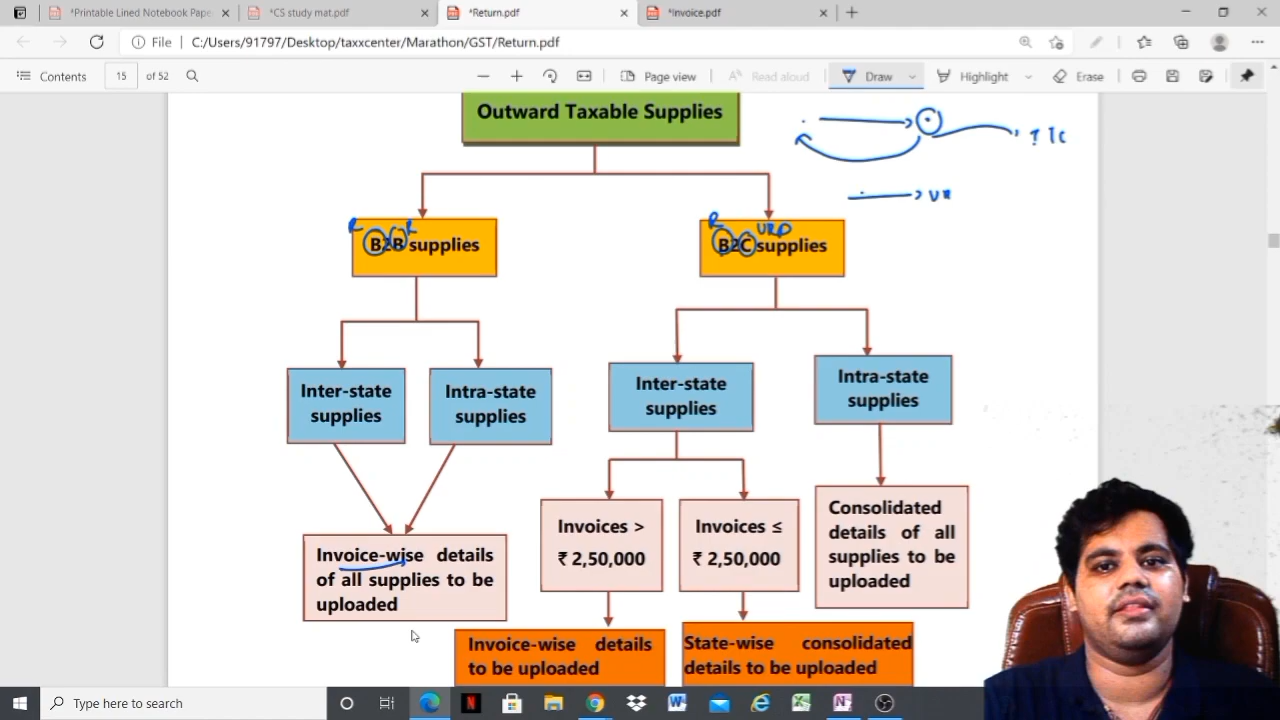 *Printable Lined Notebook Pape
*CS study mat.pdf
*Return.pdf
*Invoice.pdf
File
C:/Users/91797/Desktop/taxxcenter/Marathon/GST/Return.pdf
Contents
15 of 52
Page view
Read aloud
Draw
Highlight
Erase
Outward Taxable Supplies
R
R
B2B supplies
R
URD
B2C supplies
Inter-state
supplies
Intra-state
supplies
Inter-state
supplies
Intra-state
supplies
Invoice-wise details
of all supplies to be
uploaded
Invoices >
₹ 2,50,000
Invoices ≤
₹ 2,50,000
Consolidated
details of all
supplies to be
uploaded
Invoice-wise details
to be uploaded
State-wise consolidated
details to be uploaded
Type here to search